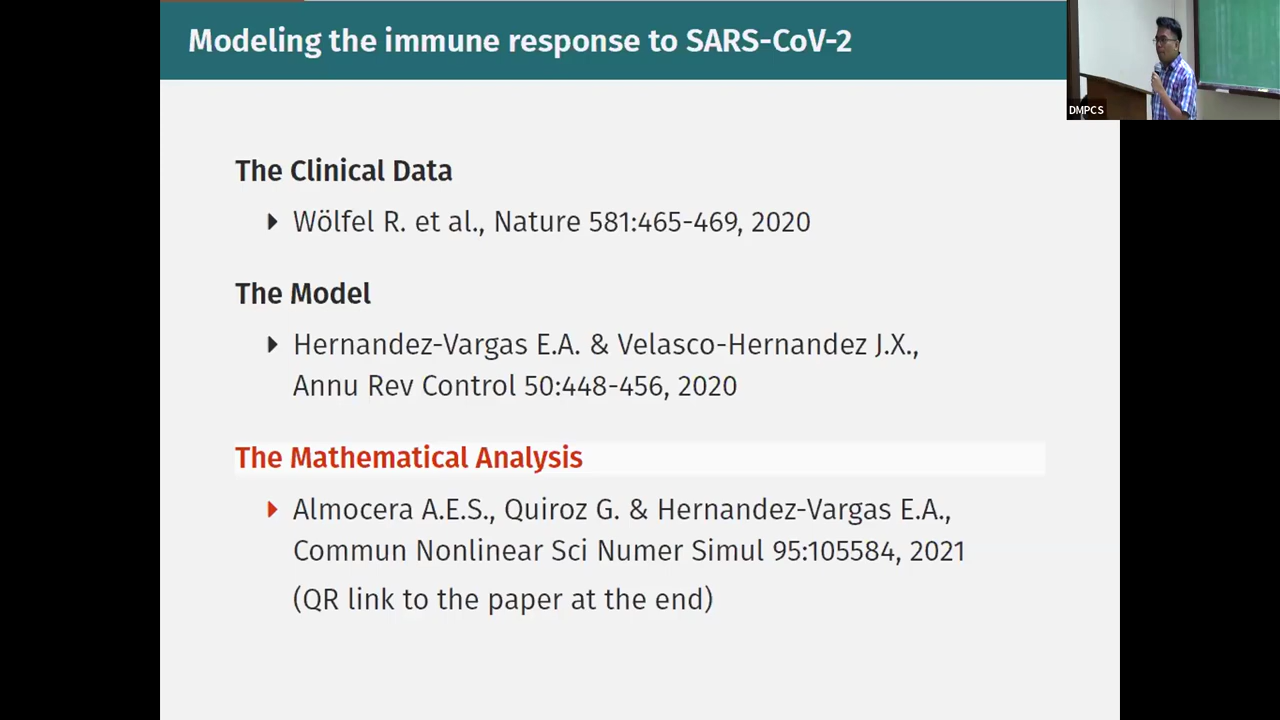 Modeling the immune response to SARS-CoV-2
DMPCS
The Clinical Data
Wölfel R. et al., Nature 581:465-469, 2020
The Model
Hernandez-Vargas E.A. & Velasco-Hernandez J.X.,
Annu Rev Control 50:448-456, 2020
The Mathematical Analysis
Almocera A.E.S., Quiroz G. & Hernandez-Vargas E.A.,
Commun Nonlinear Sci Numer Simul 95:105584, 2021
(QR link to the paper at the end)